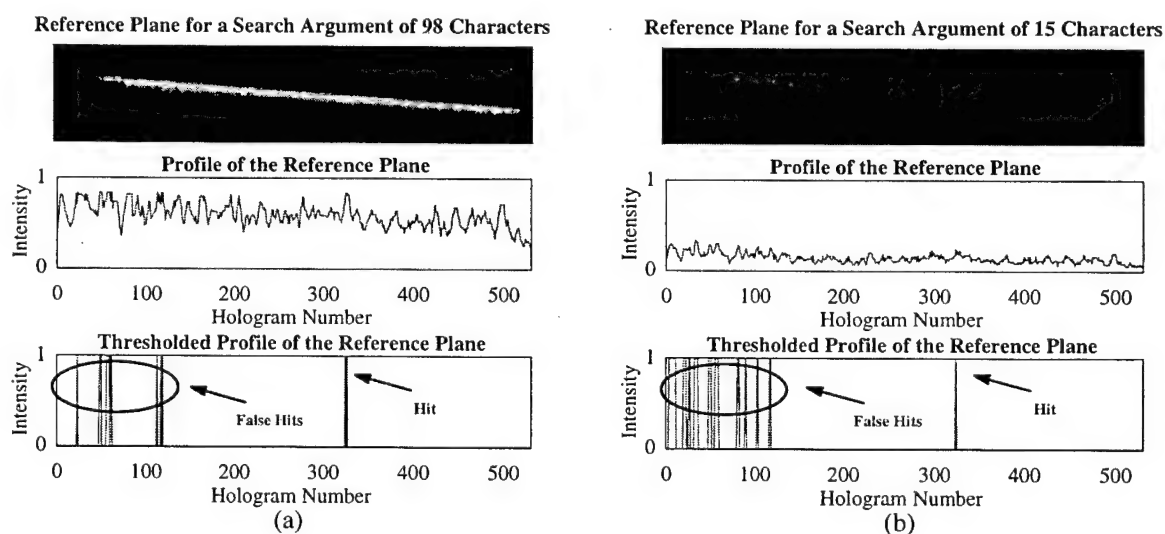 Reference Plane for a Search Argument of 98 Characters
Profile of the Reference Plane
1
Intensity
0
0 100 200 300 400 500
Hologram Number
Thresholded Profile of the Reference Plane
1
Intensity
0
False Hits
Hit
0 100 200 300 400 500
Hologram Number
(a)
Reference Plane for a Search Argument of 15 Characters
Profile of the Reference Plane
1
Intensity
0
0 100 200 300 400 500
Hologram Number
Thresholded Profile of the Reference Plane
1
Intensity
0
False Hits
Hit
0 100 200 300 400 500
Hologram Number
(b)